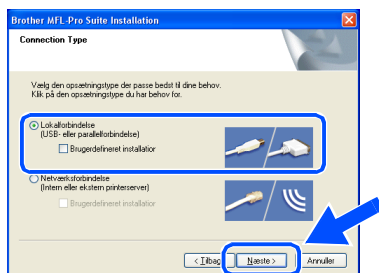 Brother MFL-Pro Suite Installation
Connection Type
Vælg den opsætningstype der passe bedst til dine behov.
Klik på den opsætningstype du har behov for.
Lokalforbindelse
(USB- eller parallelforbindelse)
Brugerdefineret installation
Netværksforbindelse
(Intern eller ekstern printerserver)
Brugerdefineret installation
< Tilbag Næste > Annuller